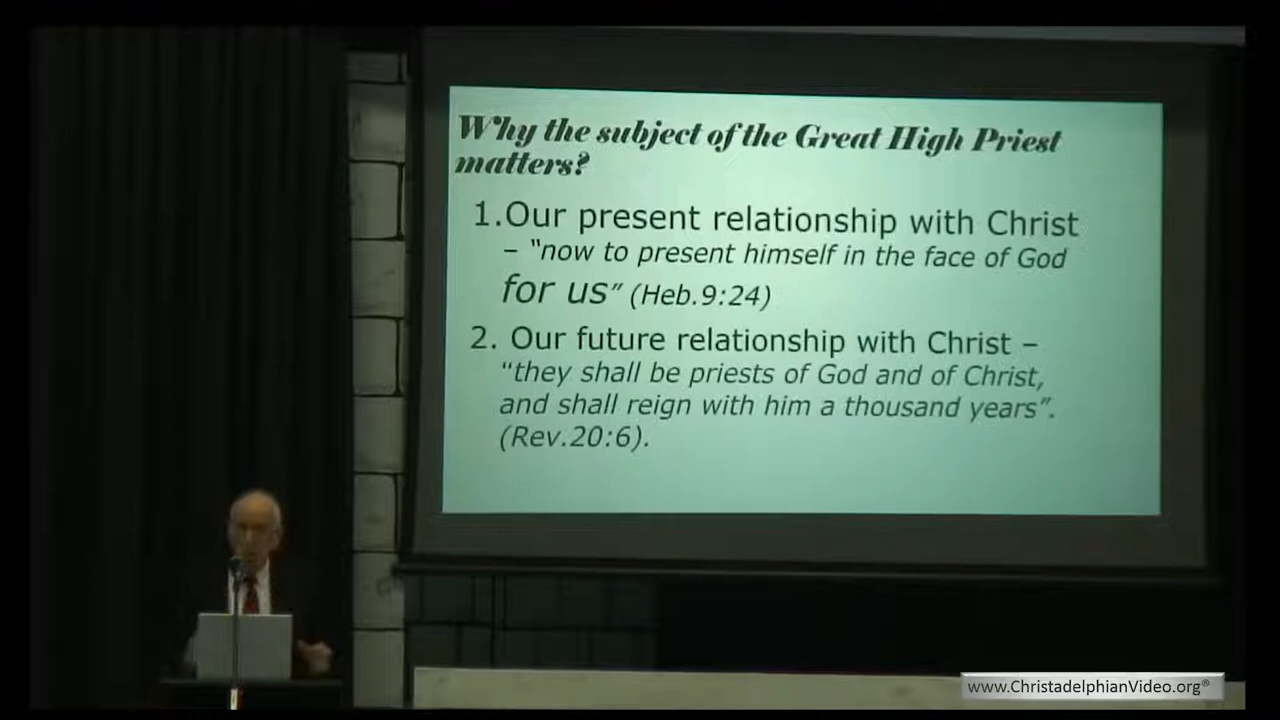 Why the subject of the Great High Priest
matters?
1.Our present relationship with Christ
– “now to present himself in the face of God
for us” (Heb.9:24)
2. Our future relationship with Christ –
“they shall be priests of God and of Christ,
and shall reign with him a thousand years”.
(Rev.20:6).
www.ChristadelphianVideo.org®